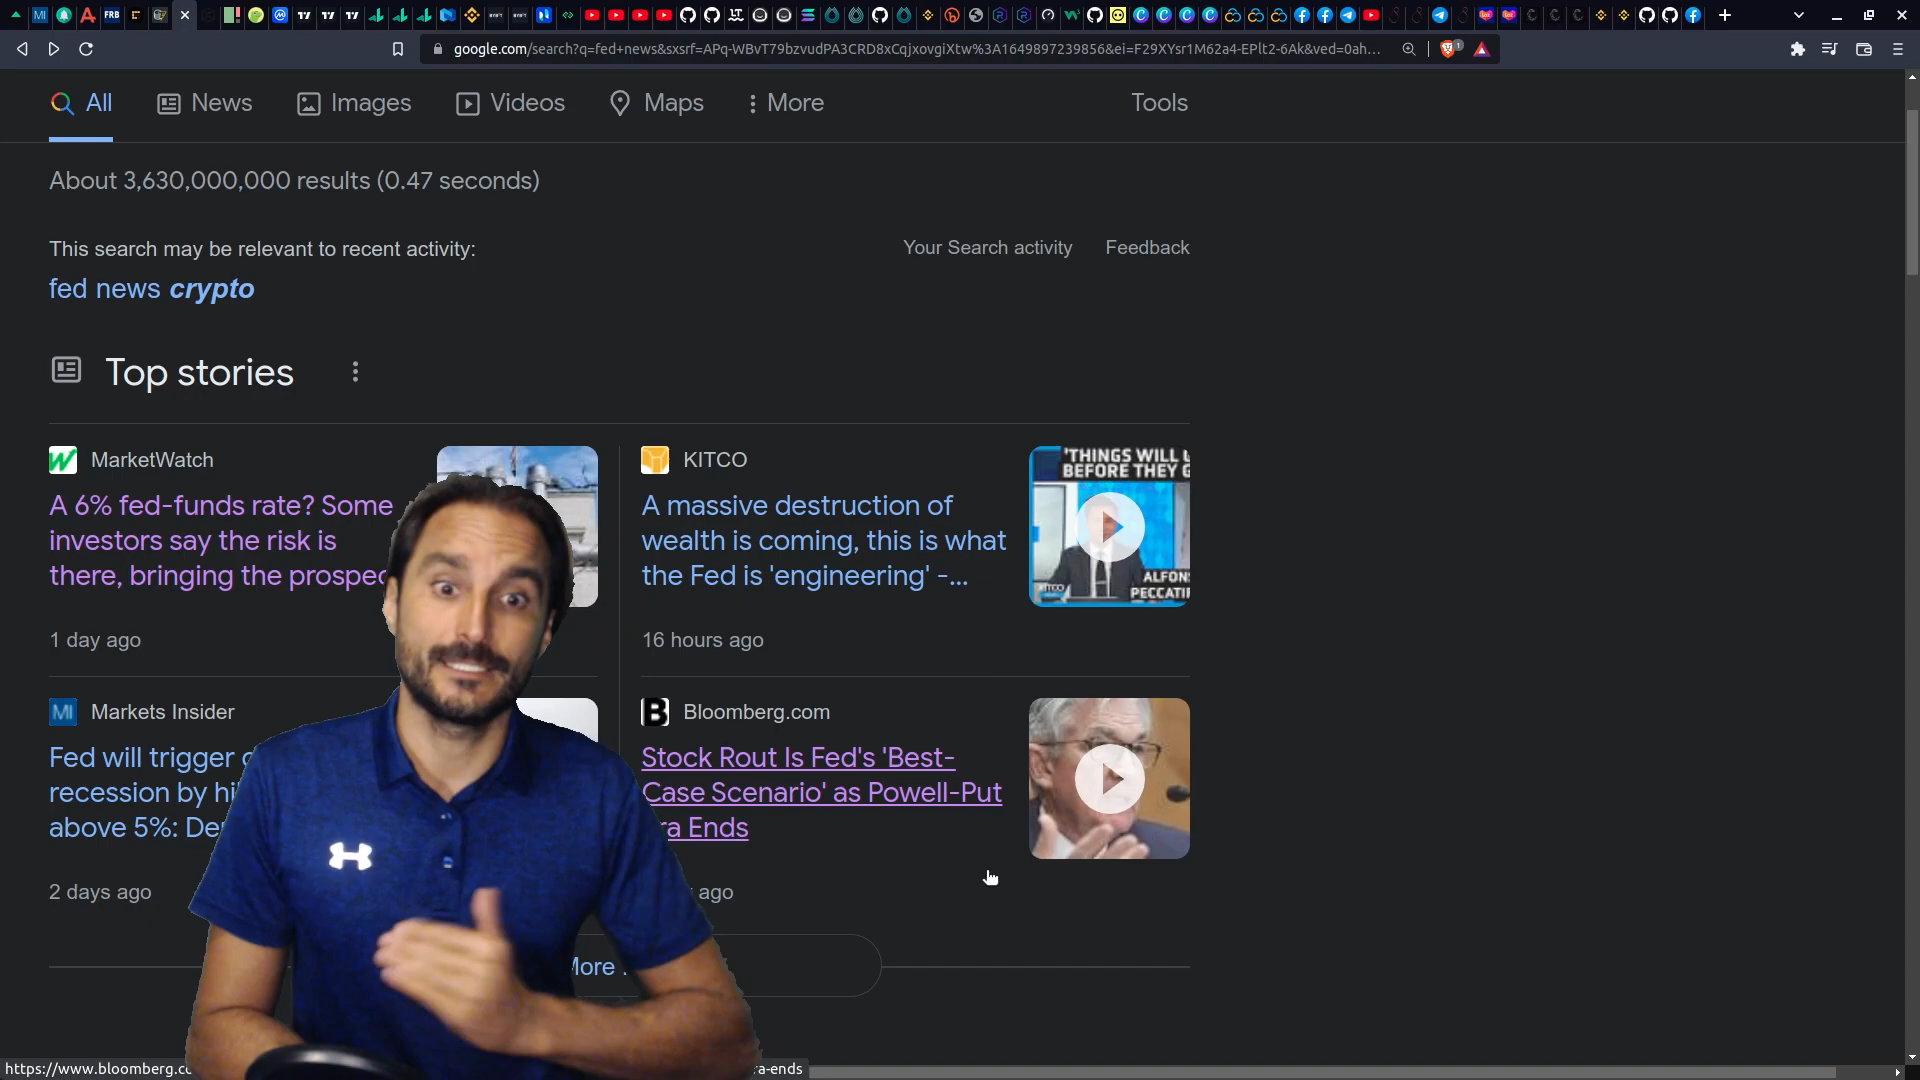 google.com/search?q=fed+news&sxsrf=APq-WBvT79bzvudPA3CRD8xCqjxovgiXtw%3A1649897239856&ei=F29XYsr1M62a4-EPlt2-6Ak&ved=0ah...
All
News
Images
Videos
Maps
More
Tools
About 3,630,000,000 results (0.47 seconds)
This search may be relevant to recent activity:
Your Search activity
Feedback
fed news crypto
Top stories
MarketWatch
A 6% fed-funds rate? Some
investors say the risk is
there, bringing the
1 day ago
KITCO
A massive destruction of
wealth is coming, this is what
the Fed is 'engineering' -...
16 hours ago
'THINGS WILL
BEFORE THEY
ALFON
PECCATI
MI Markets Insider
Fed will trigger
recession by
above 5%:
2 days ago
B Bloomberg.com
Stock Rout Is Fed's 'Best-
Case Scenario' as Powell-Put
Ends
ago
https://www.bloomberg.c
a-ends